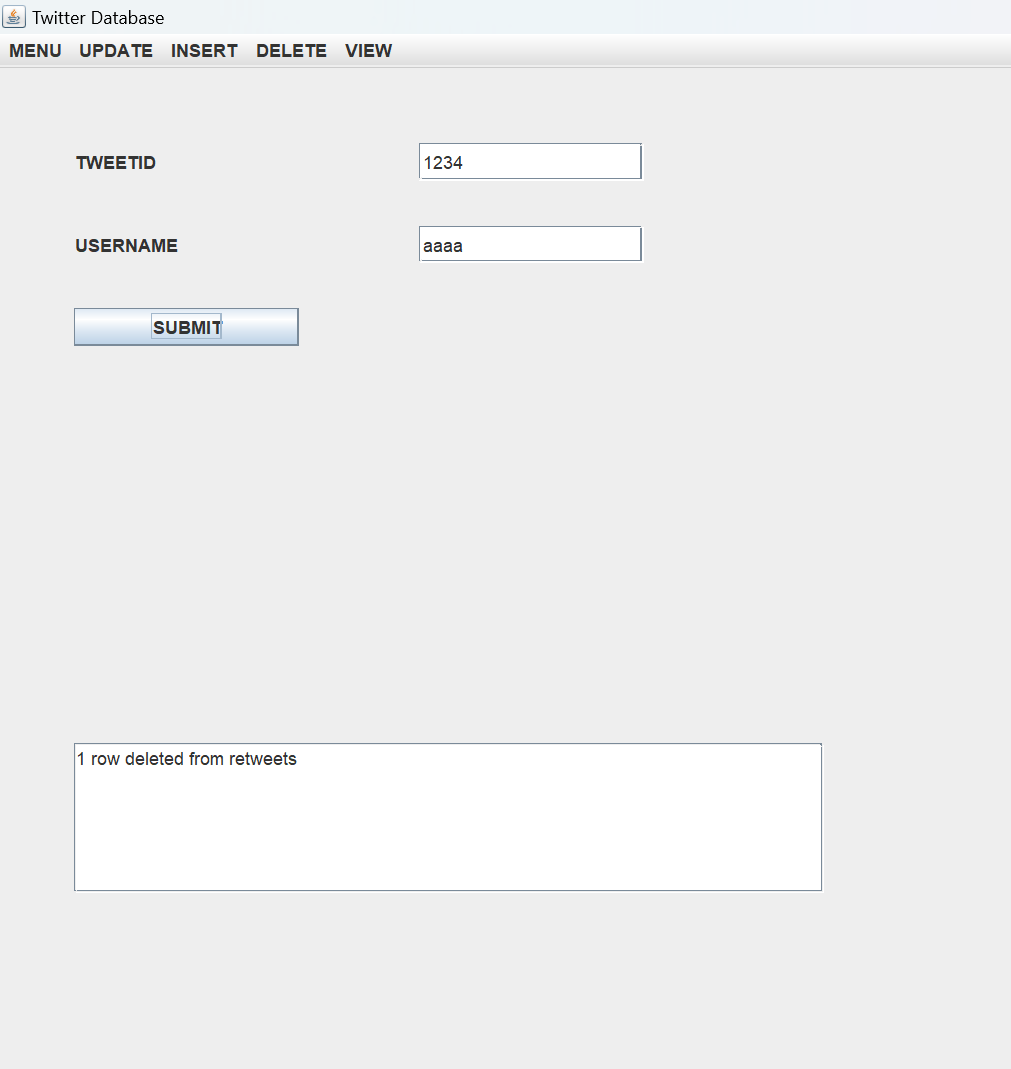 Twitter Database
MENU UPDATE INSERT DELETE VIEW
TWEETID 1234
USERNAME aaaa
SUBMIT
1 row deleted from retweets